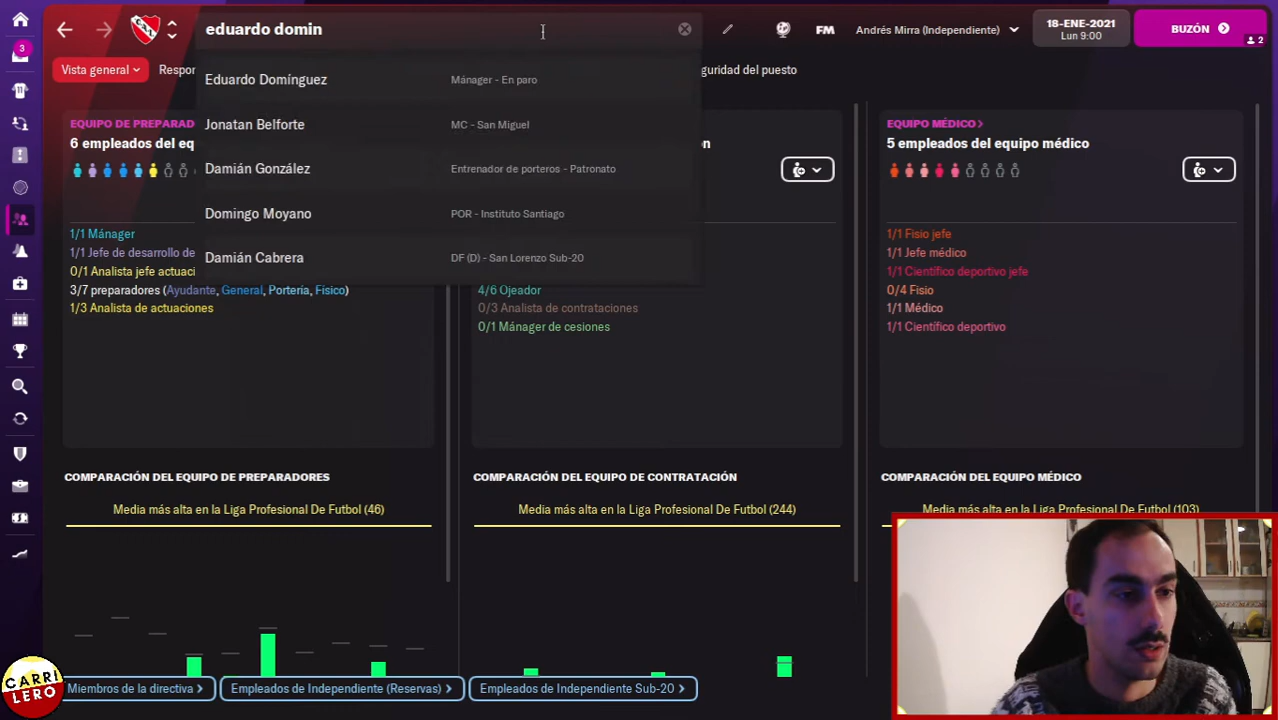 3
eduardo domin
FM
Andrés Mirra (Independiente)
18-ENE-2021
Lun 9:00
BUZÓN
2
Vista general
Respon
guridad del puesto
Eduardo Domínguez
Mánager - En paro
Jonatan Belforte
MC - San Miguel
Damián González
Entrenador de porteros - Patronato
Domingo Moyano
POR - Instituto Santiago
Damián Cabrera
DF (D) - San Lorenzo Sub-20
EQUIPO DE PREPARAD
6 empleados del eq
1/1 Mánager
1/1 Jefe de desarrollo de
0/1 Analista jefe actuaci
3/7 preparadores (Ayudante, General, Portería, Físico)
1/3 Analista de actuaciones
ón
4/6 Ojeador
0/3 Analista de contrataciones
0/1 Mánager de cesiones
EQUIPO MÉDICO
5 empleados del equipo médico
1/1 Fisio jefe
1/1 Jefe médico
1/1 Científico deportivo jefe
0/4 Fisio
1/1 Médico
1/1 Científico deportivo
COMPARACIÓN DEL EQUIPO DE PREPARADORES
Media más alta en la Liga Profesional De Futbol (46)
COMPARACIÓN DEL EQUIPO DE CONTRATACIÓN
Media más alta en la Liga Profesional De Futbol (244)
COMPARACIÓN DEL EQUIPO MÉDICO
Media más alta en la Liga Profesional De Futbol (103)
Miembros de la directiva
Empleados de Independiente (Reservas)
Empleados de Independiente Sub-20
CARRI
LERO